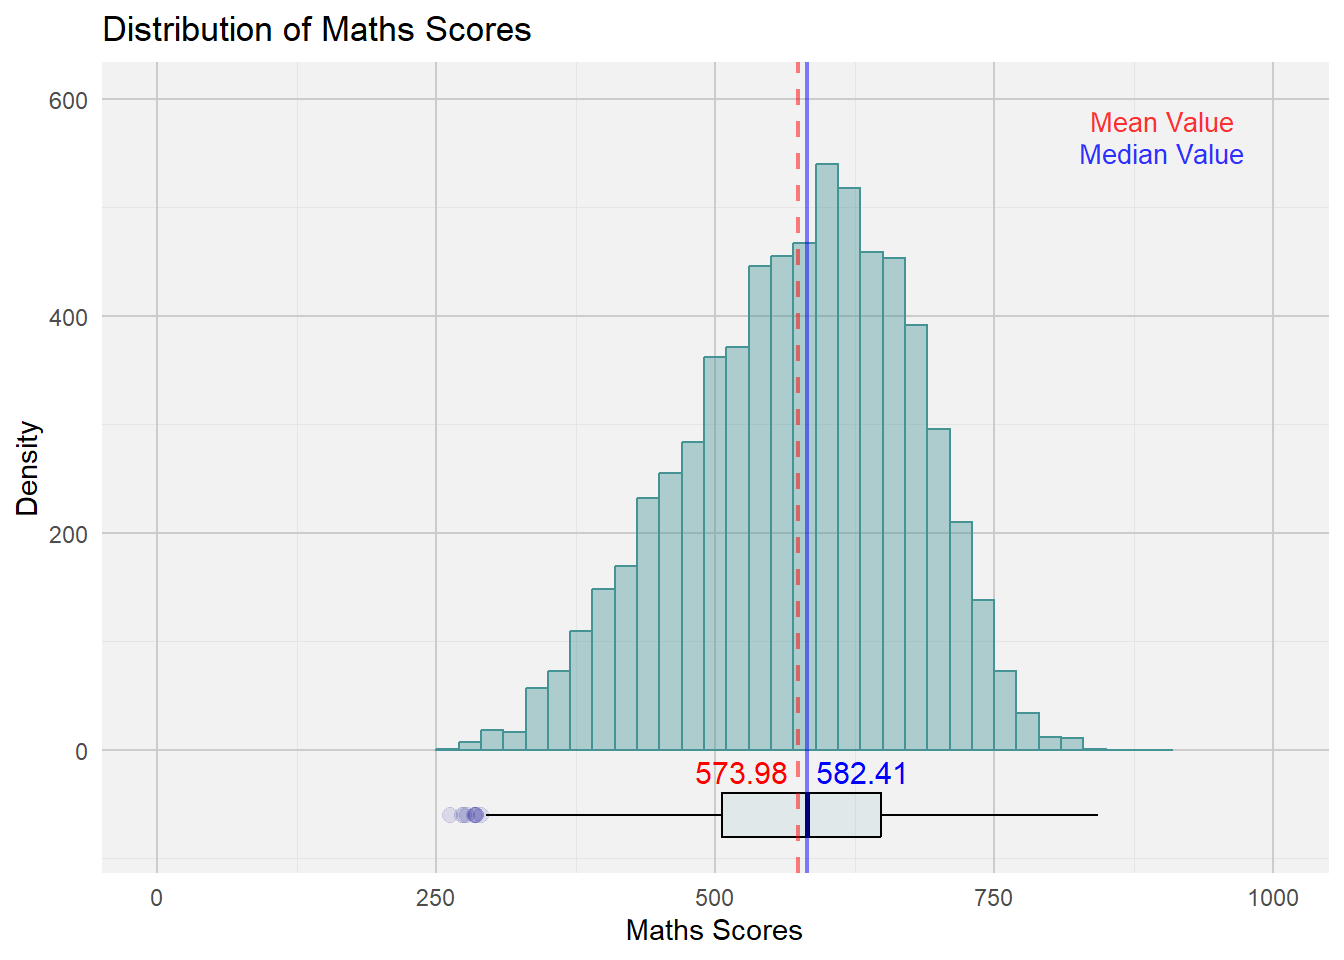 Distribution of Maths Scores
600
Mean Value
Median Value
400
Density
200
0
573.98 582.41
0 250 500 750 1000
Maths Scores